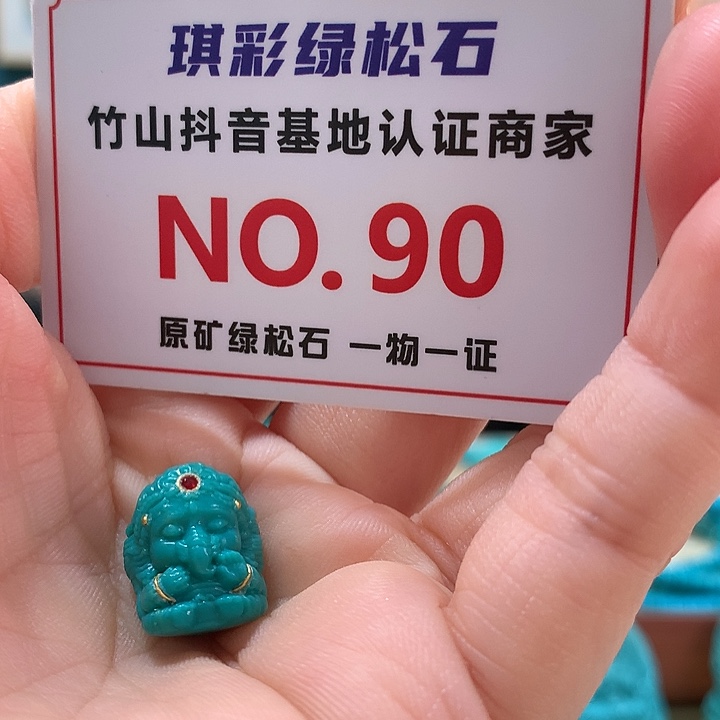 琪彩绿松石
竹山抖音基地认证商家
NO.90
原矿绿松石 一物一证